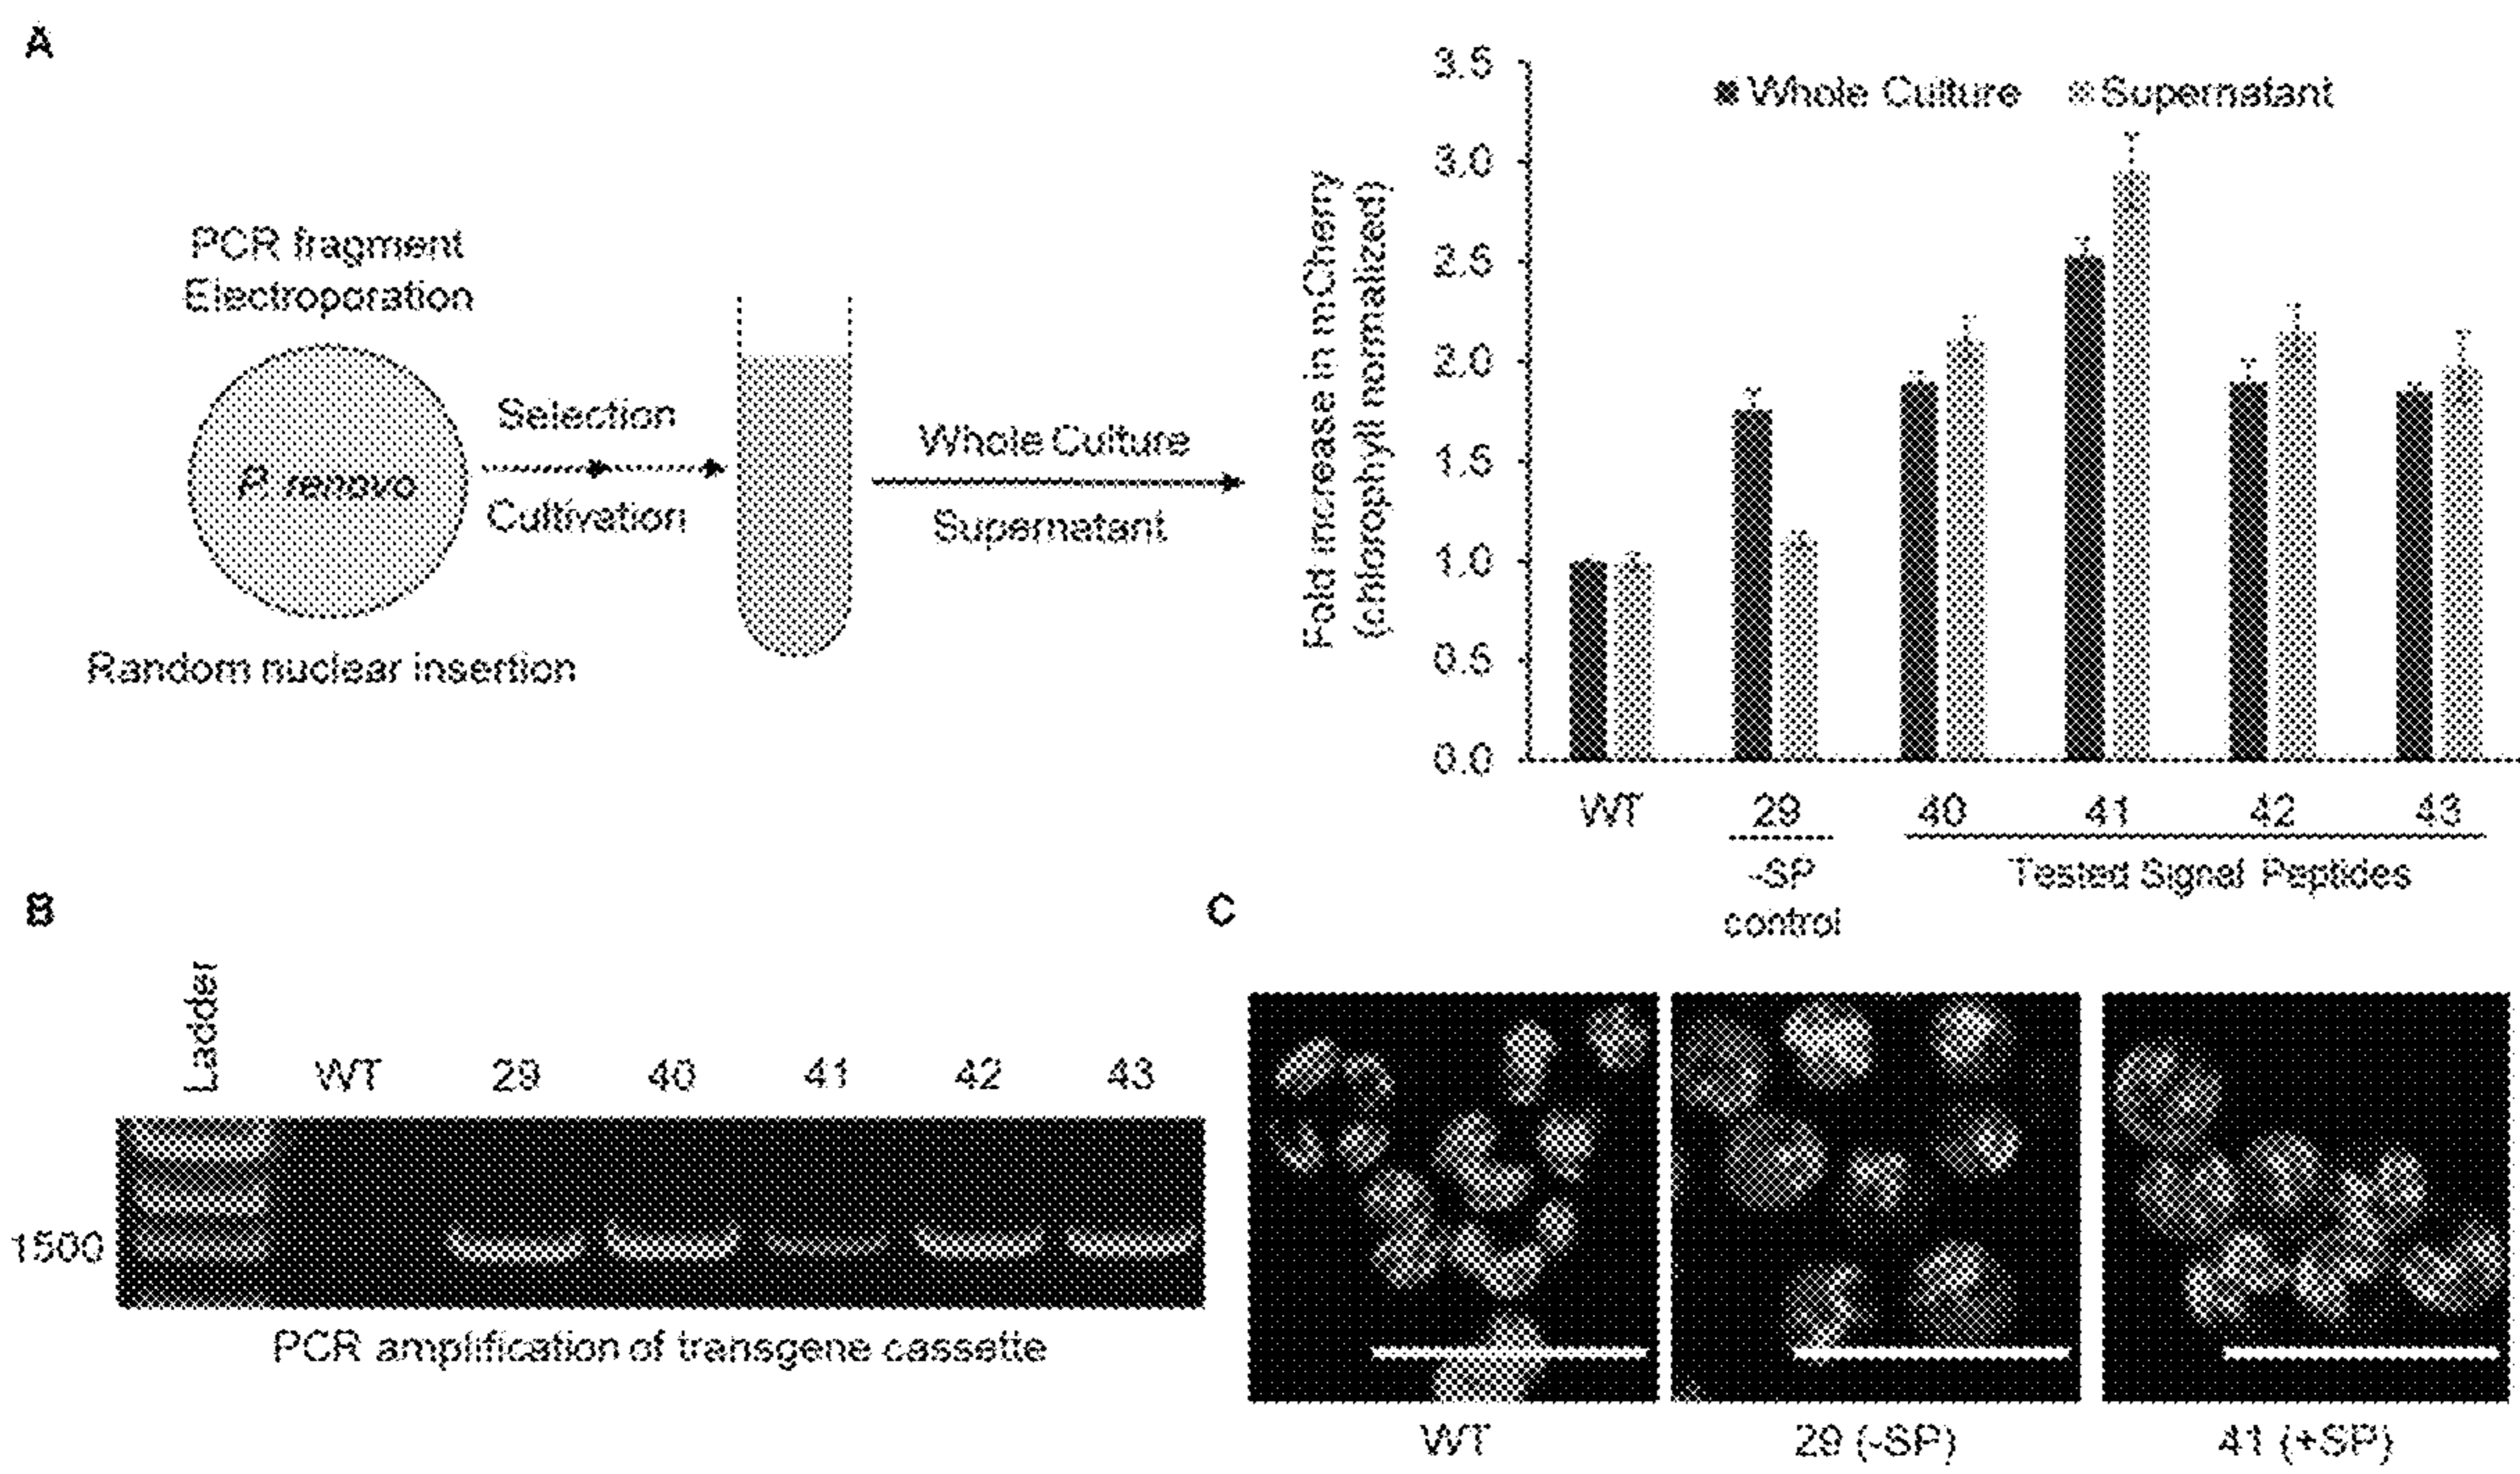 A
PCR fragment
Electroporation
P. renovo
Random nuclear insertion
Selection
Cultivation
Whole Culture
Supernatant
Fold increase in mCherry
(chlorophyll normalized)
3.5
3.0
2.5
2.0
1.5
1.0
0.5
0.0
Whole Culture
Supernatant
WT
29
40
41
42
43
-SP
control
Tested Signal Peptides
B
Ladder
WT
29
40
41
42
43
1500
PCR amplification of transgene cassette
C
WT
29 (-SP)
41 (+SP)